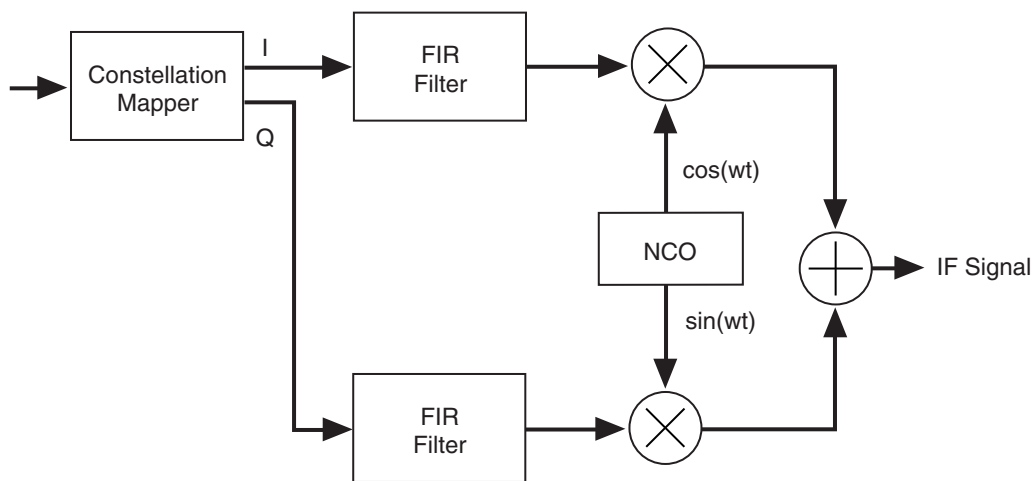 I
Constellation
Mapper
Q
FIR
Filter
cos(wt)
NCO
sin(wt)
IF Signal
FIR
Filter